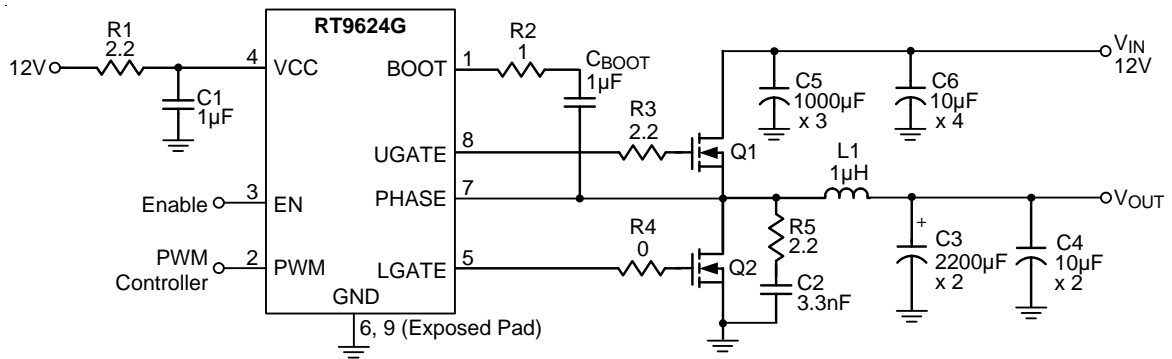 RT9624G
R1
2.2
12V
4
VCC
C1
1µF
BOOT
1
R2
1
CBOOT
1µF
UGATE
8
R3
2.2
Q1
C5
1000µF
x 3
C6
10µF
x 4
VIN
12V
Enable
3
EN
PHASE
7
L1
1µH
VOUT
PWM
Controller
2
PWM
LGATE
5
R4
0
Q2
R5
2.2
C2
3.3nF
+
C3
2200µF
x 2
C4
10µF
x 2
GND
6, 9 (Exposed Pad)